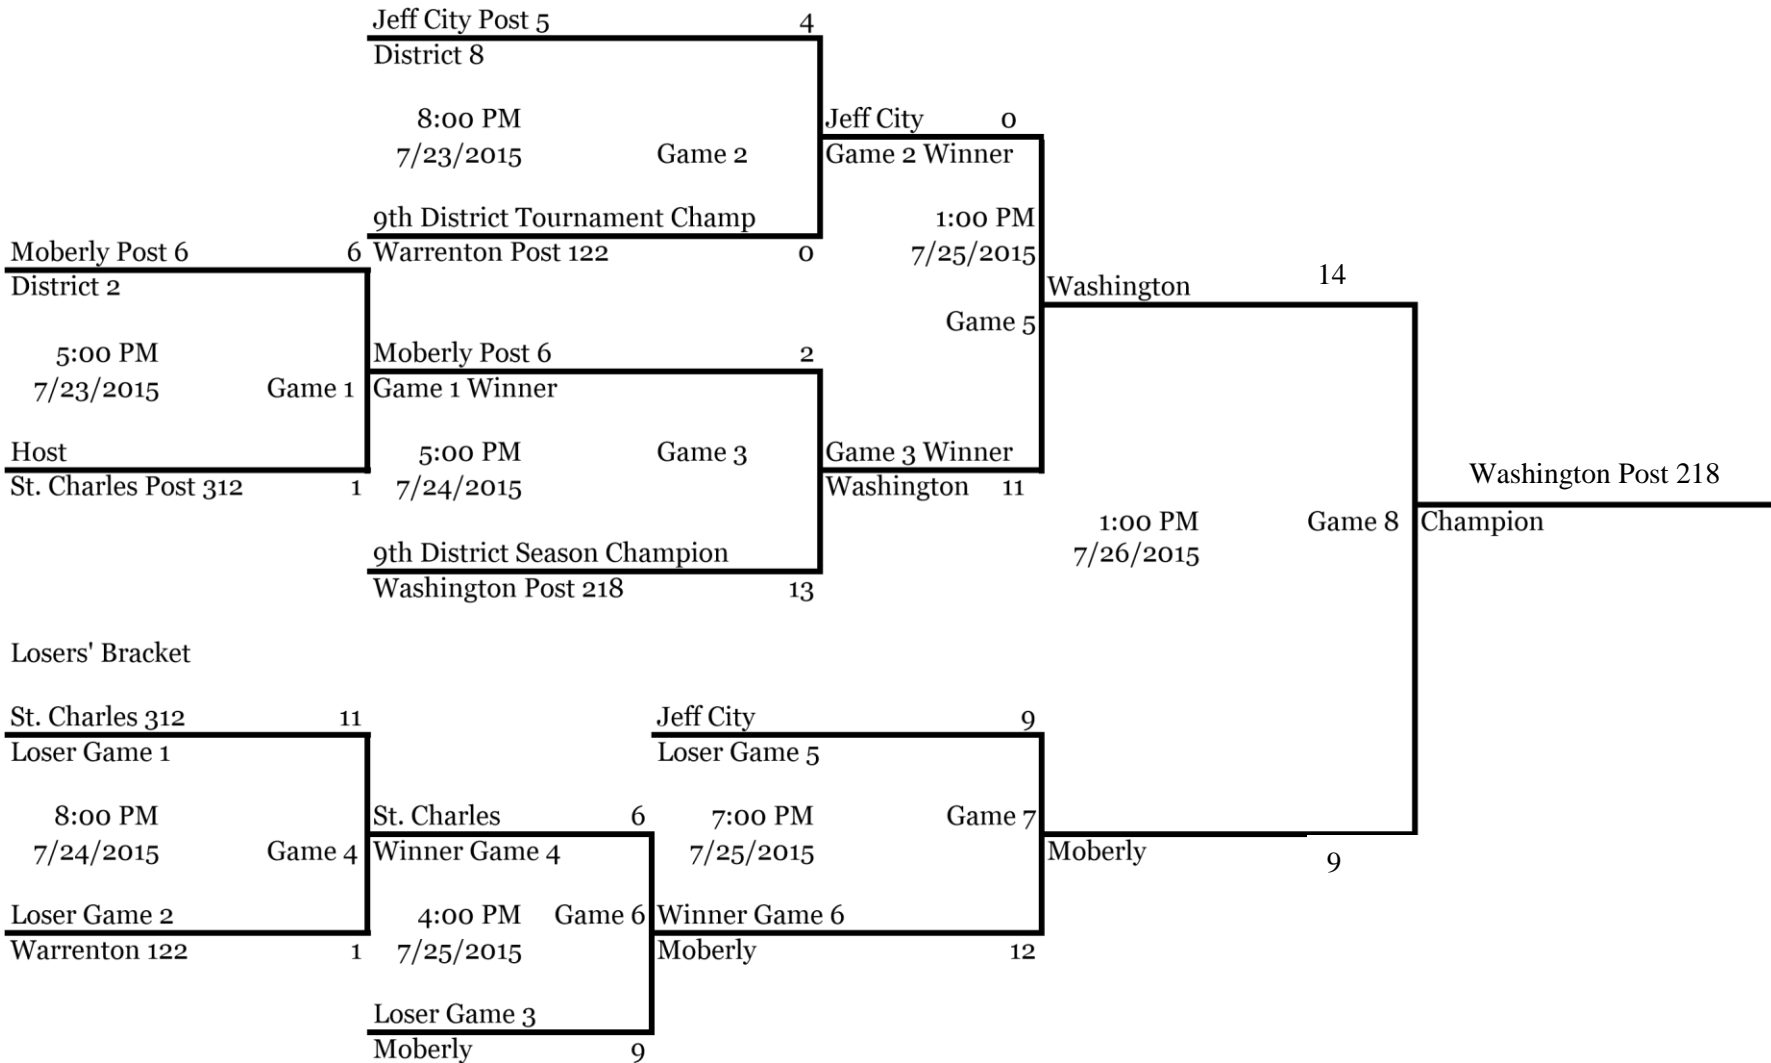 Jeff City Post 5 4
District 8
8:00 PM
7/23/2015 Game 2
9th District Tournament Champ
Warrenton Post 122 0
Jeff City 0
Game 2 Winner
1:00 PM
7/25/2015
Game 5
Moberly Post 6 6
District 2
5:00 PM
7/23/2015 Game 1
Host
St. Charles Post 312 1
Moberly Post 6 2
Game 1 Winner
5:00 PM Game 3
7/24/2015
9th District Season Champion
Washington Post 218 13
Game 3 Winner
Washington 11
Washington 14
1:00 PM Game 8
7/26/2015
Washington Post 218
Champion
Losers' Bracket
St. Charles 312 11
Loser Game 1
8:00 PM
7/24/2015 Game 4
Loser Game 2
Warrenton 122 1
St. Charles 6
Winner Game 4
4:00 PM Game 6
7/25/2015
Loser Game 3
Moberly 9
Jeff City 9
Loser Game 5
7:00 PM Game 7
7/25/2015
Winner Game 6
Moberly 12
Moberly 9